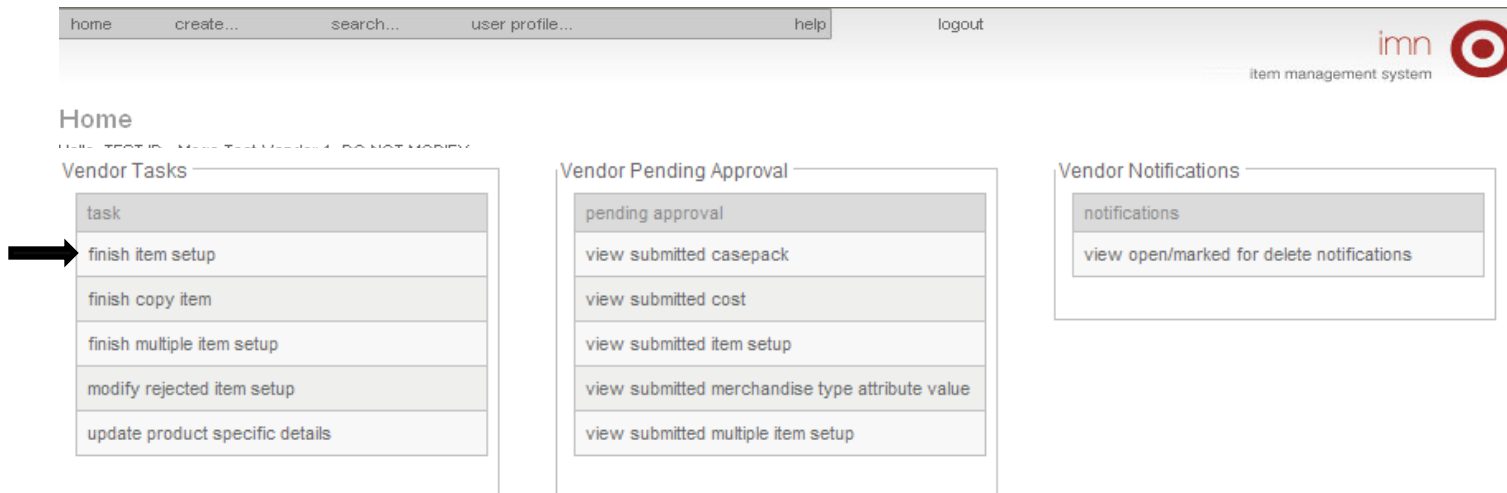 home create... search... user profile... help logout
imn
item management system
Home
Vendor Tasks
task
finish item setup
finish copy item
finish multiple item setup
modify rejected item setup
update product specific details
Vendor Pending Approval
pending approval
view submitted casepack
view submitted cost
view submitted item setup
view submitted merchandise type attribute value
view submitted multiple item setup
Vendor Notifications
notifications
view open/marked for delete notifications